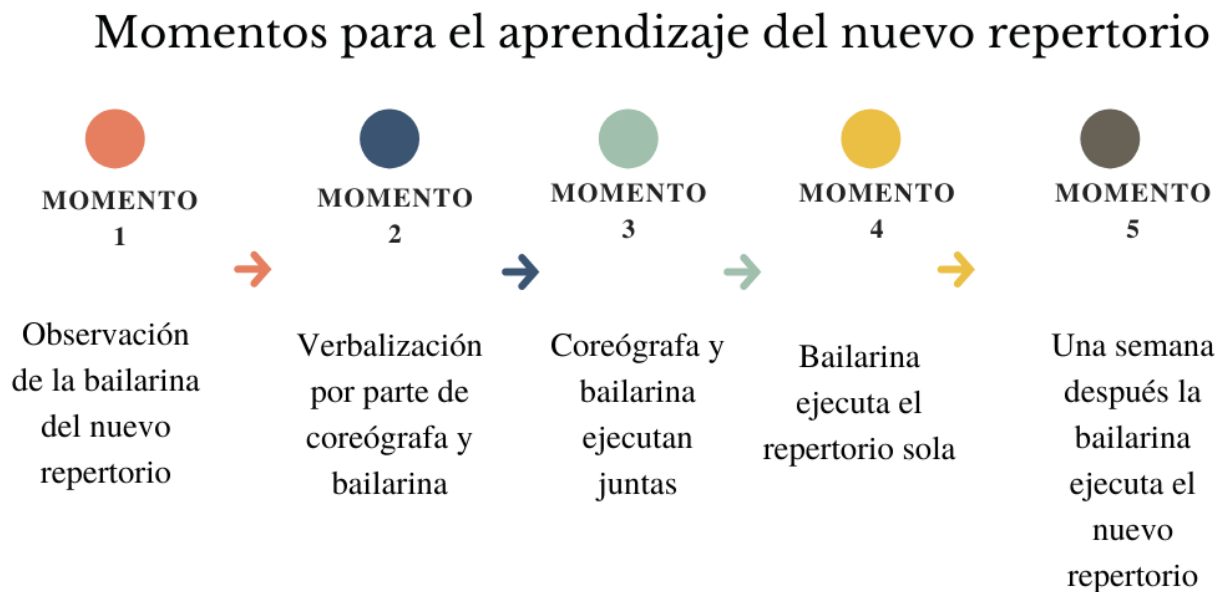 Momentos para el aprendizaje del nuevo repertorio
MOMENTO
1
Observación
de la bailarina
del nuevo
repertorio
MOMENTO
2
Verbalización
por parte de
coreógrafa y
bailarina
MOMENTO
3
Coreógrafa y
bailarina
ejecutan
juntas
MOMENTO
4
Bailarina
ejecuta el
repertorio sola
MOMENTO
5
Una semana
después la
bailarina
ejecuta el
nuevo
repertorio